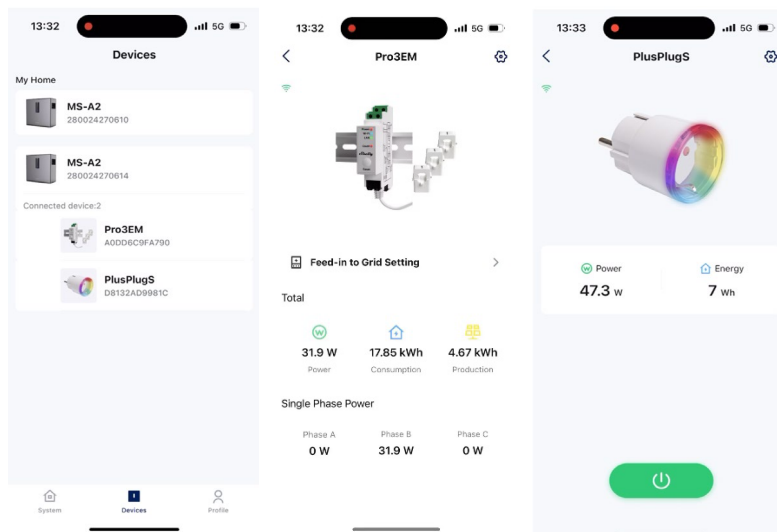 13:32
5G
Devices
My Home
MS-A2
280024270610
MS-A2
280024270614
Connected device:2
Pro3EM
A0DD6C9FA790
PlusPlugS
D8132AD9981C
System
Devices
Profile
13:32
5G
Pro3EM
Feed-in to Grid Setting
Total
31.9 W
17.85 kWh
4.67 kWh
Power
Consumption
Production
Single Phase Power
Phase A
Phase B
Phase C
0 W
31.9 W
0 W
13:33
5G
PlusPlugS
Power
Energy
47.3 W
7 Wh